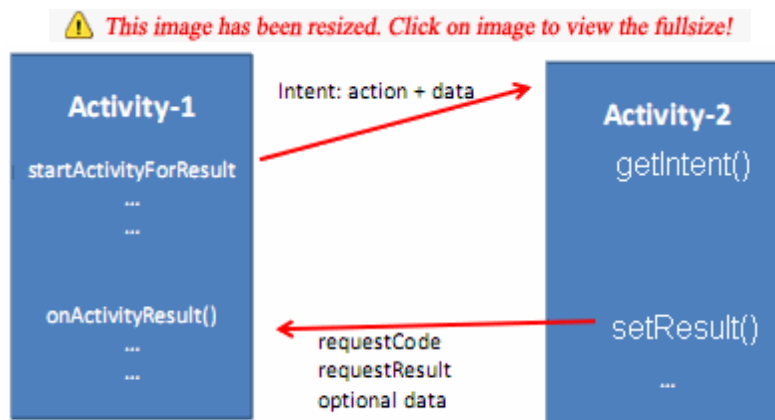 This image has been resized. Click on image to view the fullsize!
Activity-1
startActivityForResult
...
...
onActivityResult()
...
...
Intent: action + data
requestCode
requestResult
optional data
Activity-2
getIntent()
setResult()
...